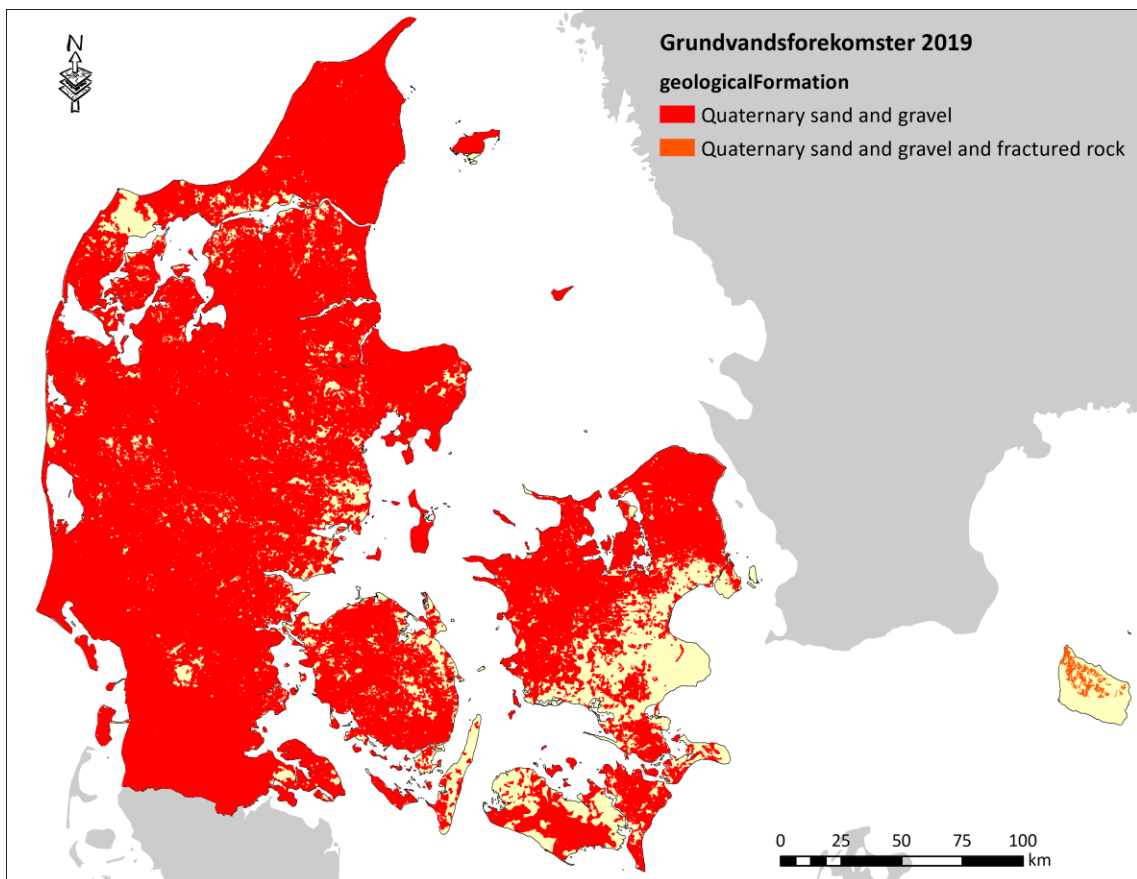 N
Grundvandsforekomster 2019
geologicalFormation
Quaternary sand and gravel
Quaternary sand and gravel and fractured rock
0 25 50 75 100
km